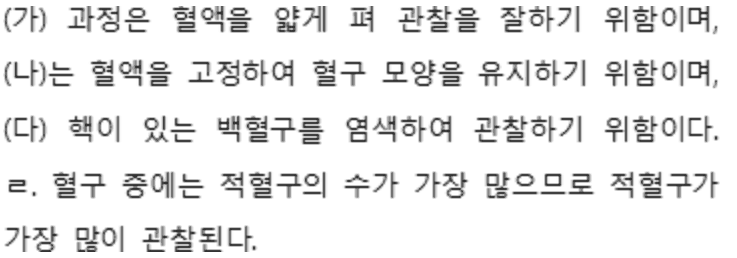 (가) 과정은 혈액을 얇게 펴 관찰을 잘하기 위함이며,
(나)는 혈액을 고정하여 혈구 모양을 유지하기 위함이며,
(다) 핵이 있는 백혈구를 염색하여 관찰하기 위함이다.
ㄹ. 혈구 중에는 적혈구의 수가 가장 많으므로 적혈구가
가장 많이 관찰된다.